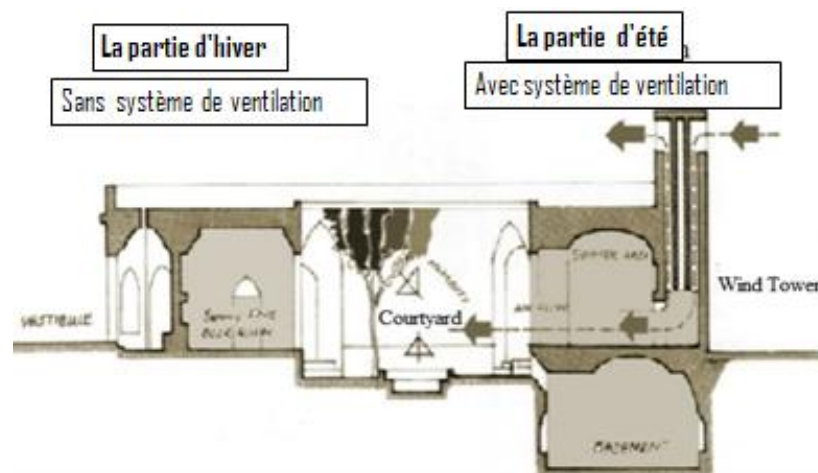 La partie d'hiver
Sans système de ventilation
La partie d'été
n
Avec système de ventilation
Wind Tower
VESTIBULE
Courtyard
BASEMENT